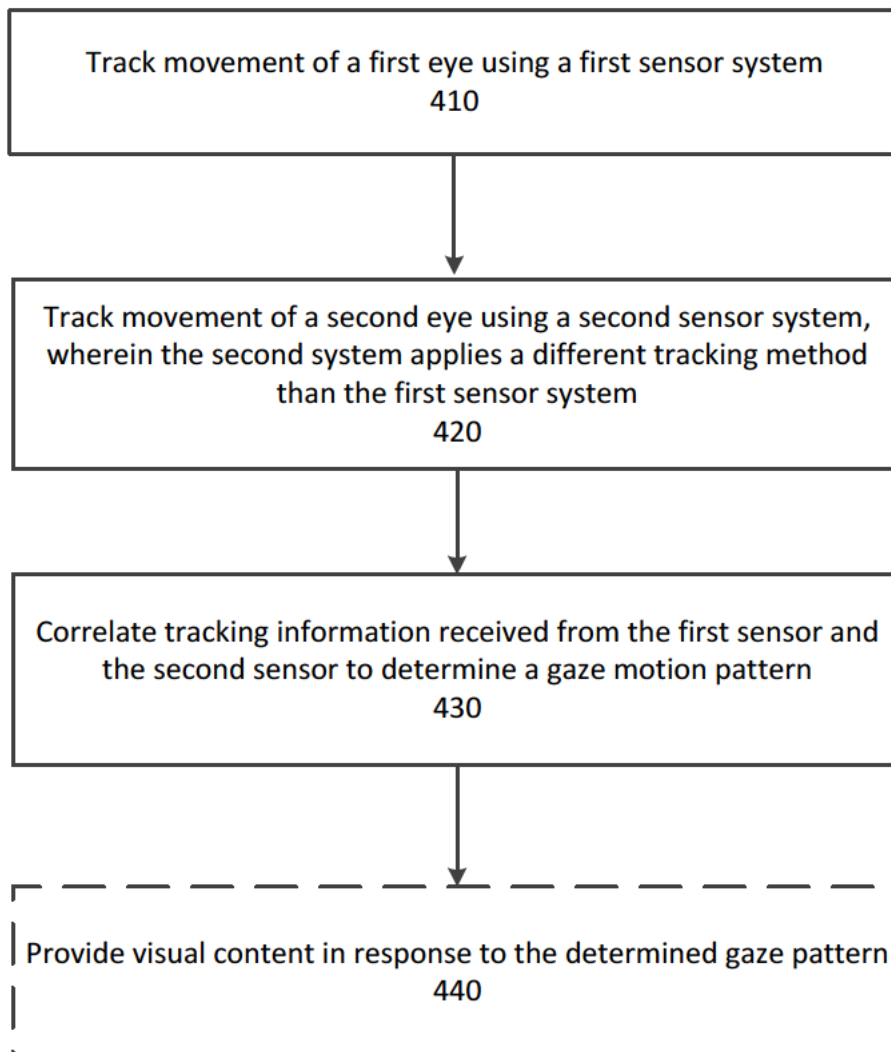 Track movement of a first eye using a first sensor system
410
Track movement of a second eye using a second sensor system,
wherein the second system applies a different tracking method
than the first sensor system
420
Correlate tracking information received from the first sensor and
the second sensor to determine a gaze motion pattern
430
Provide visual content in response to the determined gaze pattern
440